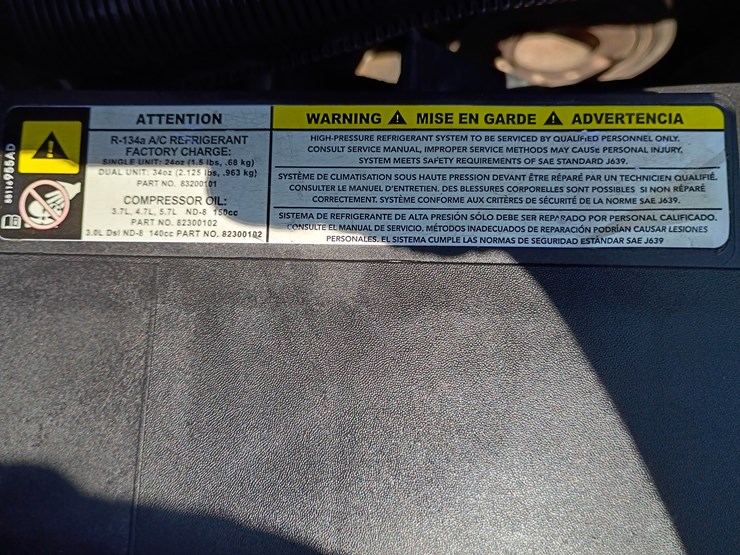 55116956AD
ATTENTION
R-134a A/C REFRIGERANT
FACTORY CHARGE:
SINGLE UNIT: 24oz (1.5 lbs, .68 kg)
DUAL UNIT: 34oz (2.125 lbs, .963 kg)
PART NO. 83200101
COMPRESSOR OIL:
3.7L, 4.7L, 5.7L ND-8 150cc
PART NO. 82300102
3.0L Dsl ND-8 140cc PART NO. 82300102
WARNING MISE EN GARDE ADVERTENCIA
HIGH-PRESSURE REFRIGERANT SYSTEM TO BE SERVICED BY QUALIFIED PERSONNEL ONLY.
CONSULT SERVICE MANUAL, IMPROPER SERVICE METHODS MAY CAUSE PERSONAL INJURY.
SYSTEM MEETS SAFETY REQUIREMENTS OF SAE STANDARD J639.
SYSTÈME DE CLIMATISATION SOUS HAUTE PRESSION DEVANT ÊTRE RÉPARÉ PAR UN TECHNICIEN QUALIFIÉ.
CONSULTER LE MANUEL D'ENTRETIEN. DES BLESSURES CORPORELLES SONT POSSIBLES SI NON RÉPARÉ
CORRECTEMENT. SYSTÈME CONFORME AUX CRITÈRES DE SÉCURITÉ DE LA NORME SAE J639.
SISTEMA DE REFRIGERANTE DE ALTA PRESIÓN SÓLO DEBE SER REPARADO POR PERSONAL CALIFICADO.
CONSULTE EL MANUAL DE SERVICIO. MÉTODOS INADECUADOS DE REPARACIÓN PODRÍAN CAUSAR LESIONES
PERSONALES. EL SISTEMA CUMPLE LAS NORMAS DE SEGURIDAD ESTÁNDAR SAE J639